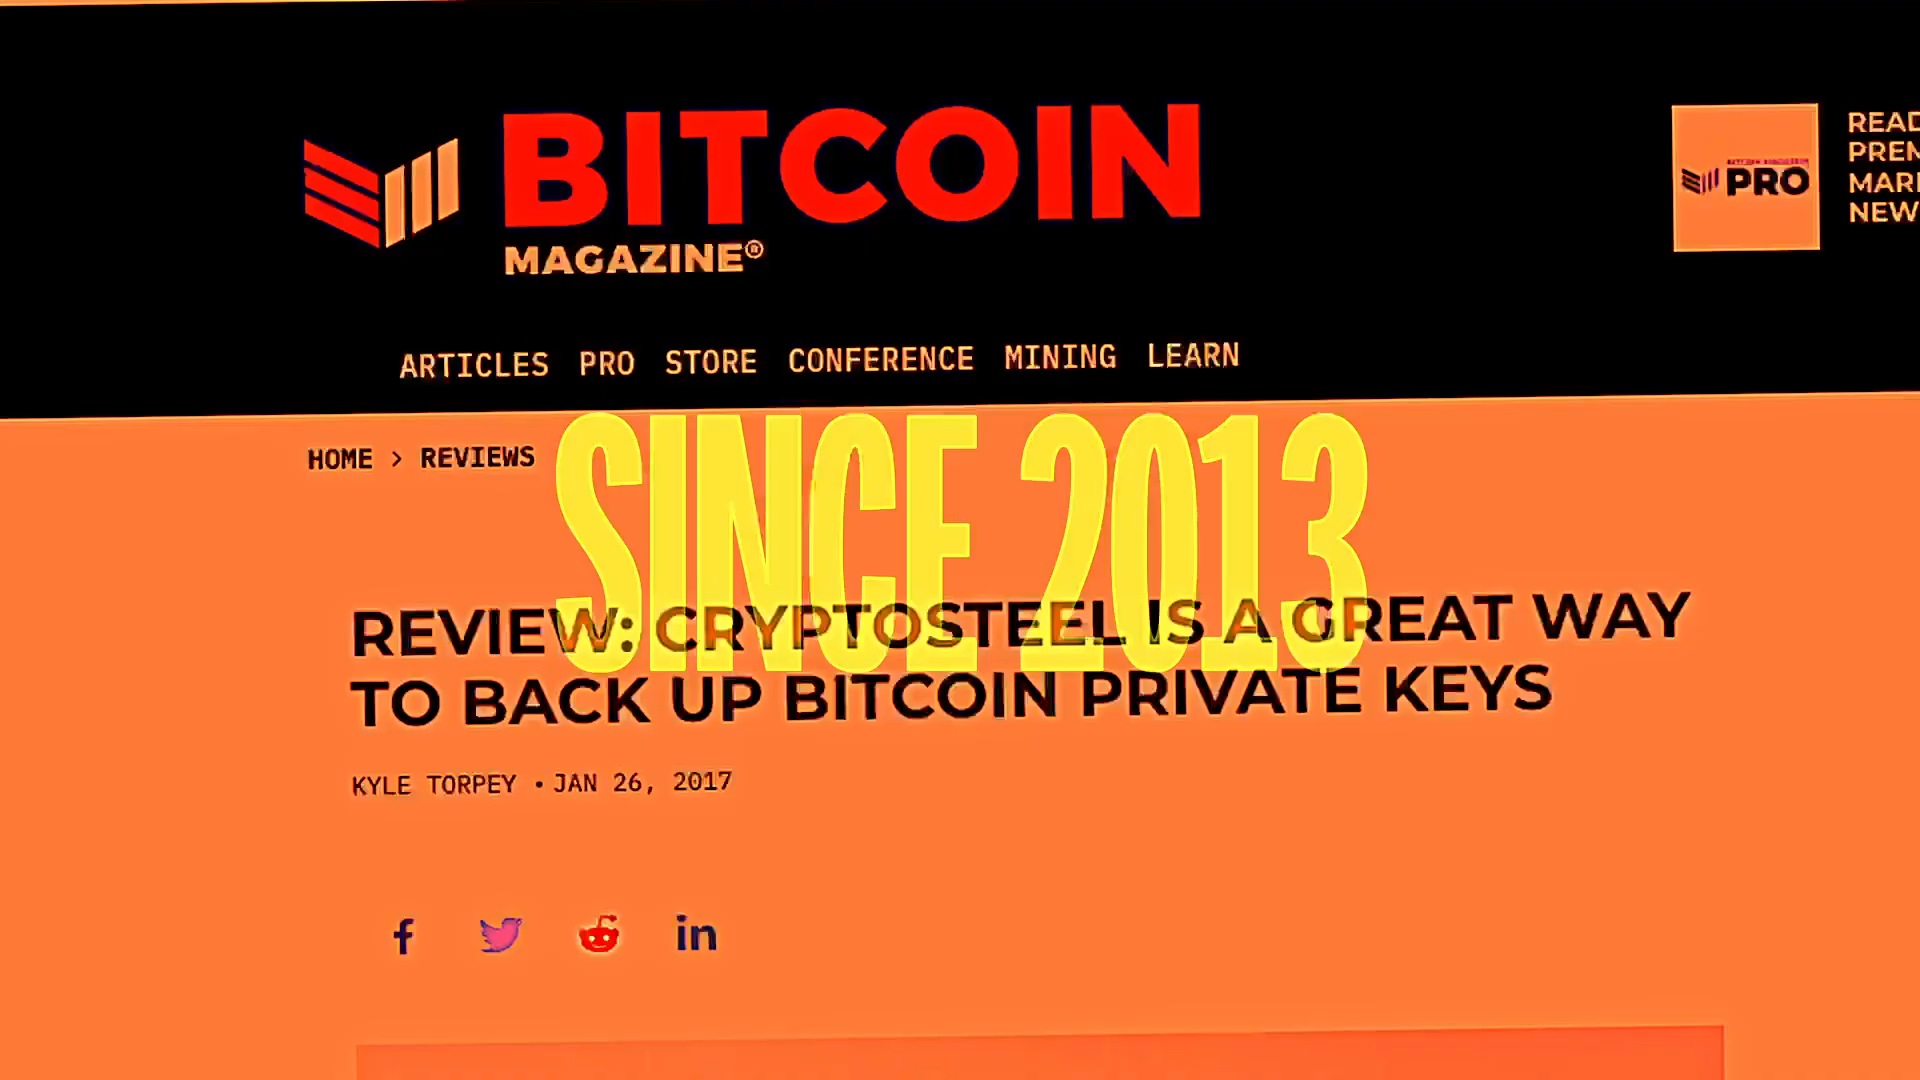 BITCOIN
MAGAZINE®
PRO
READ
PREM
MARK
NEW
ARTICLES PRO STORE CONFERENCE MINING LEARN
HOME > REVIEWS
SINCE 2013
REVIEW: CRYPTOSTEEL IS A GREAT WAY
TO BACK UP BITCOIN PRIVATE KEYS
KYLE TORPEY • JAN 26, 2017
f
in